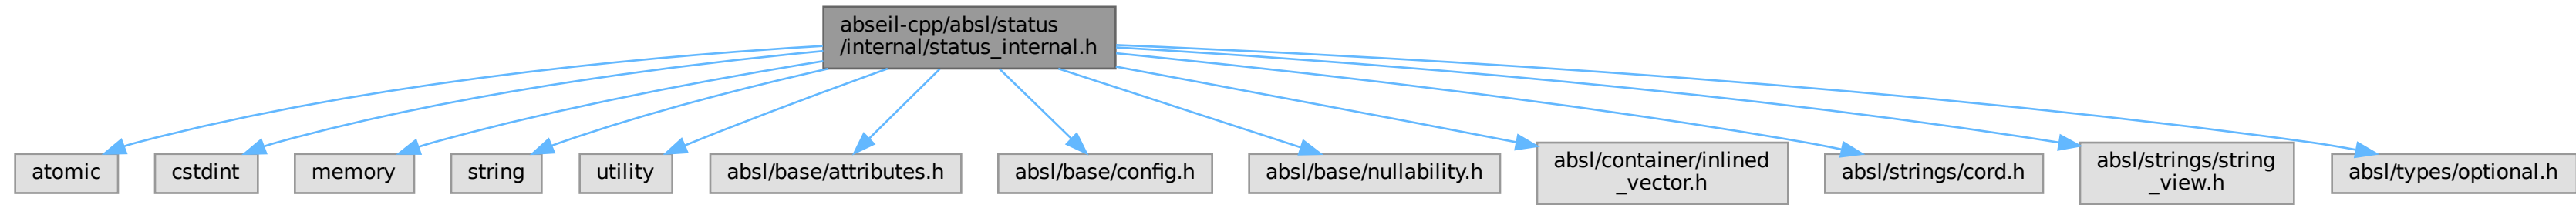 abseil-cpp/absl/status
/internal/status_internal.h
atomic
cstdint
memory
string
utility
absl/base/attributes.h
absl/base/config.h
absl/base/nullability.h
absl/container/inlined
_vector.h
absl/strings/cord.h
absl/strings/string
_view.h
absl/types/optional.h